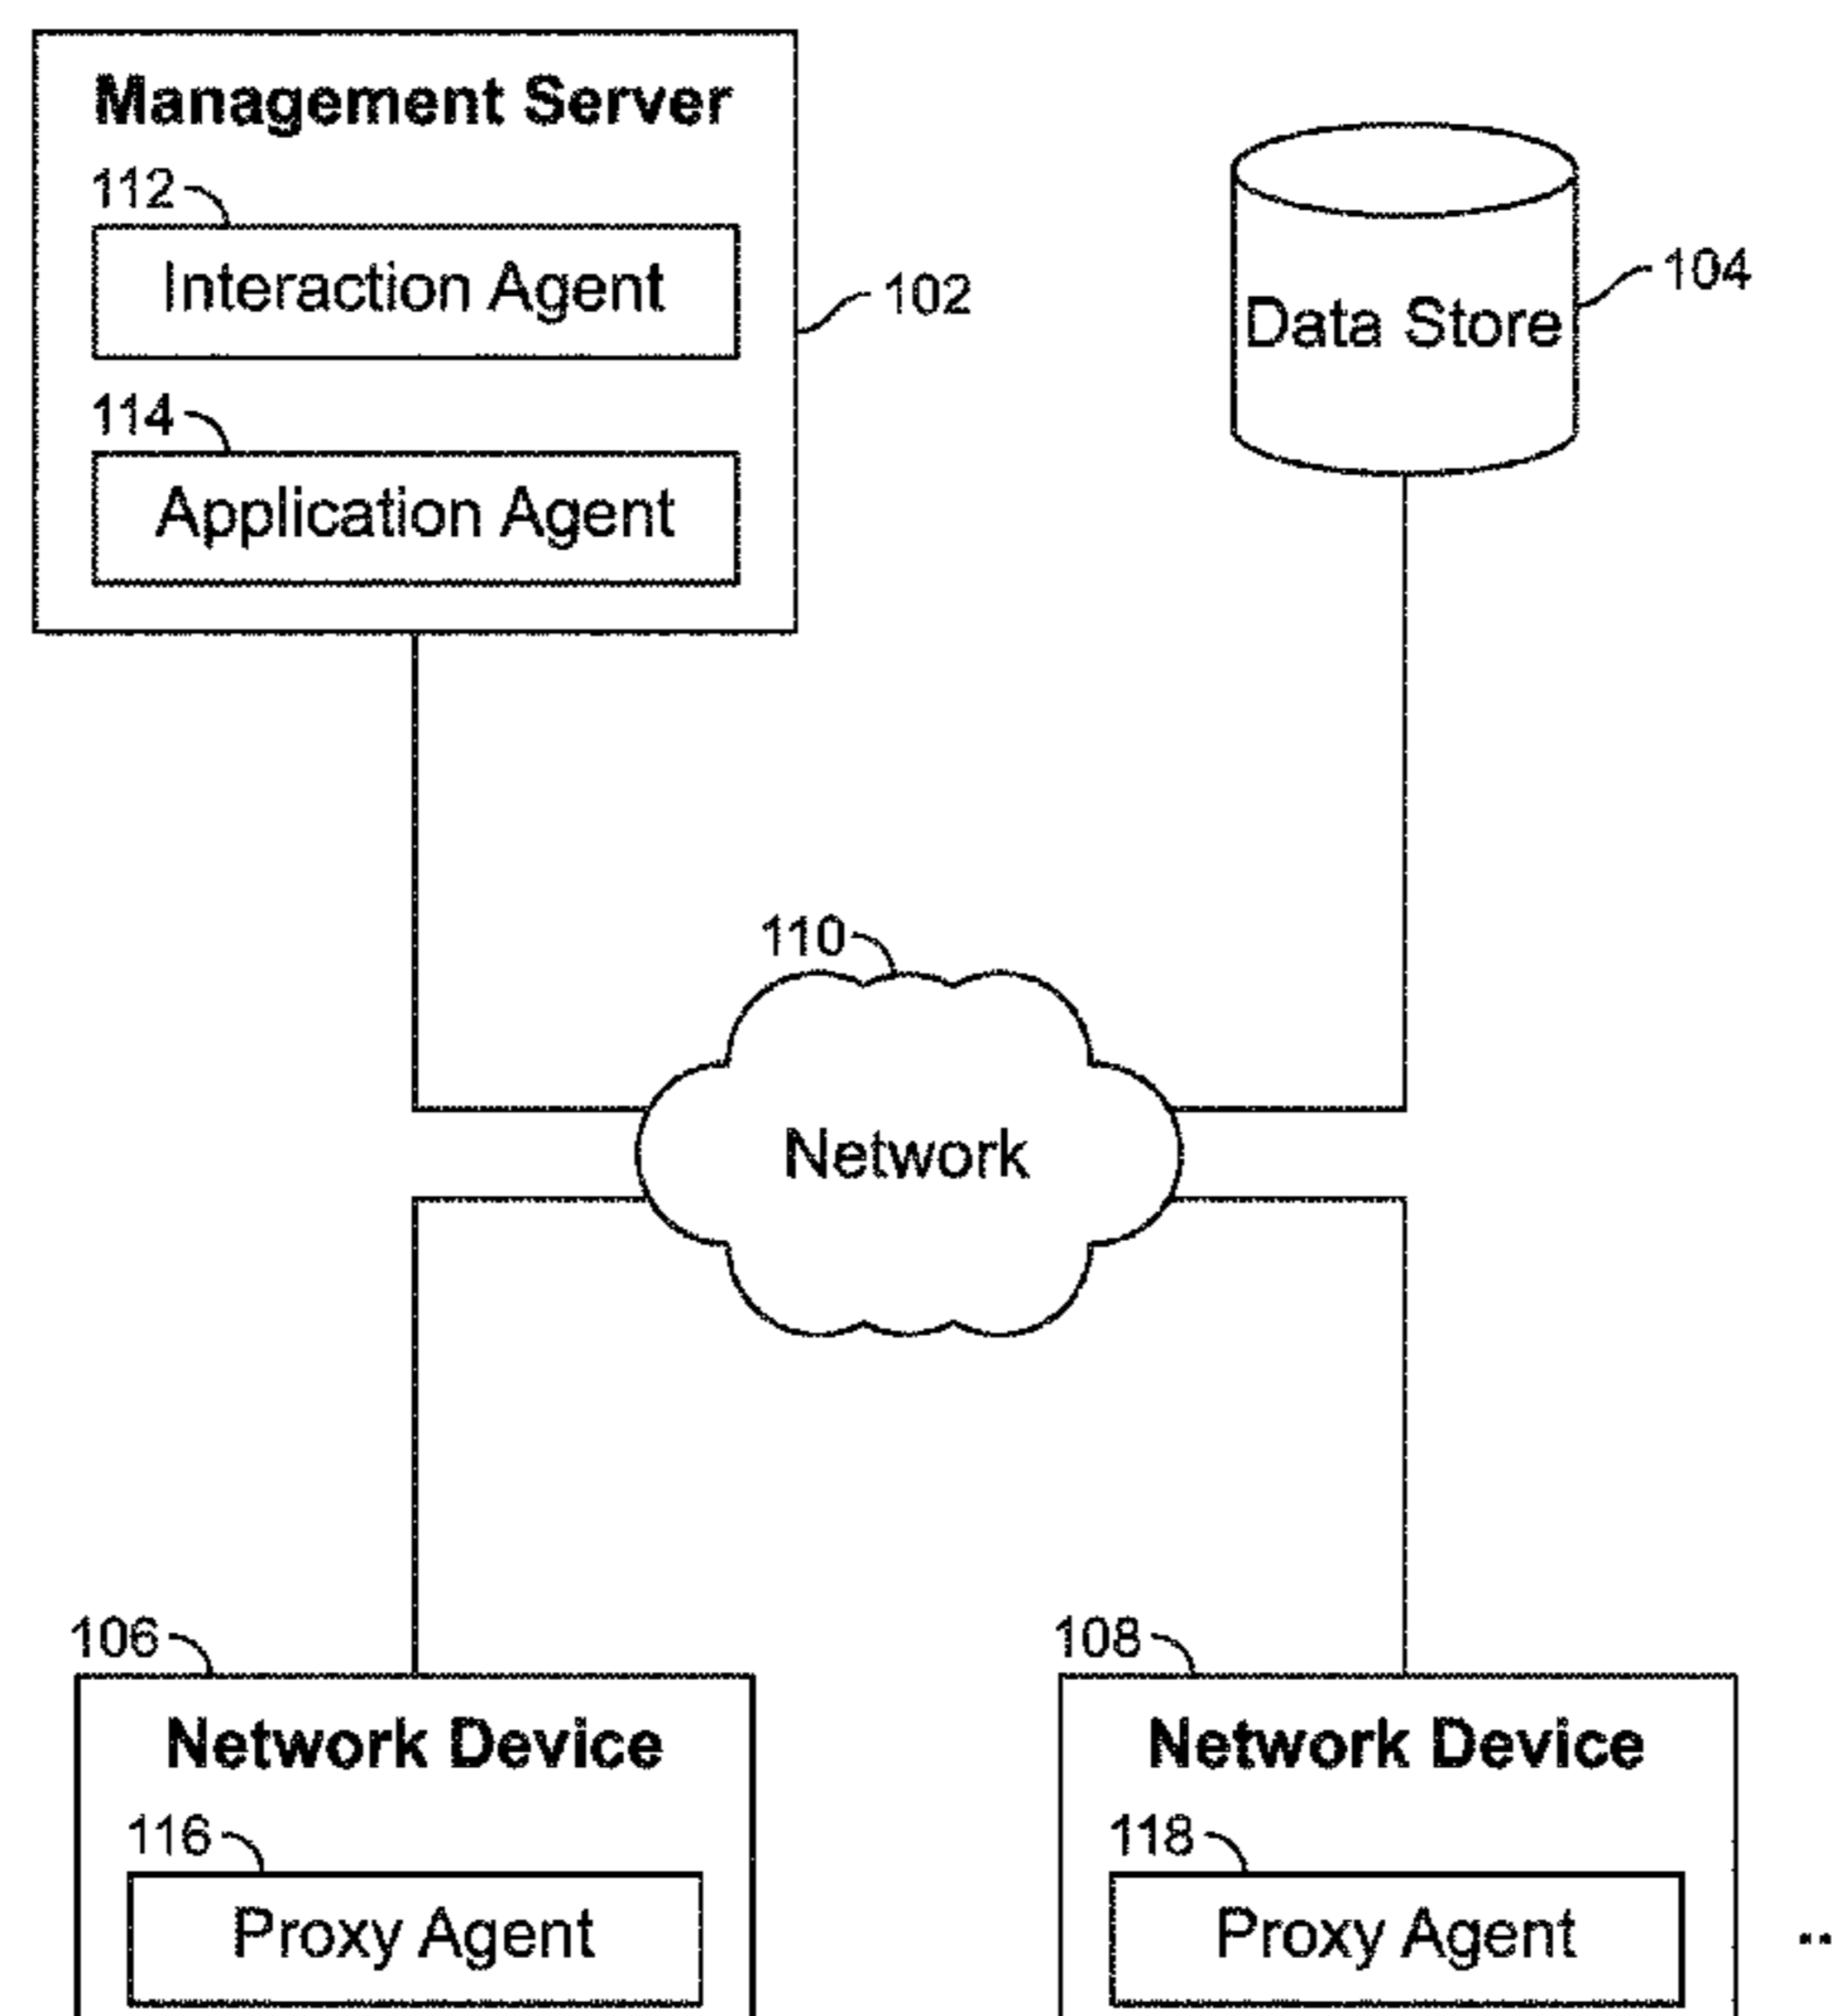 Management Server
112
Interaction Agent
102
104
Data Store
114
Application Agent
110
Network
106
108
Network Device
Network Device
116
118
Proxy Agent
Proxy Agent
..